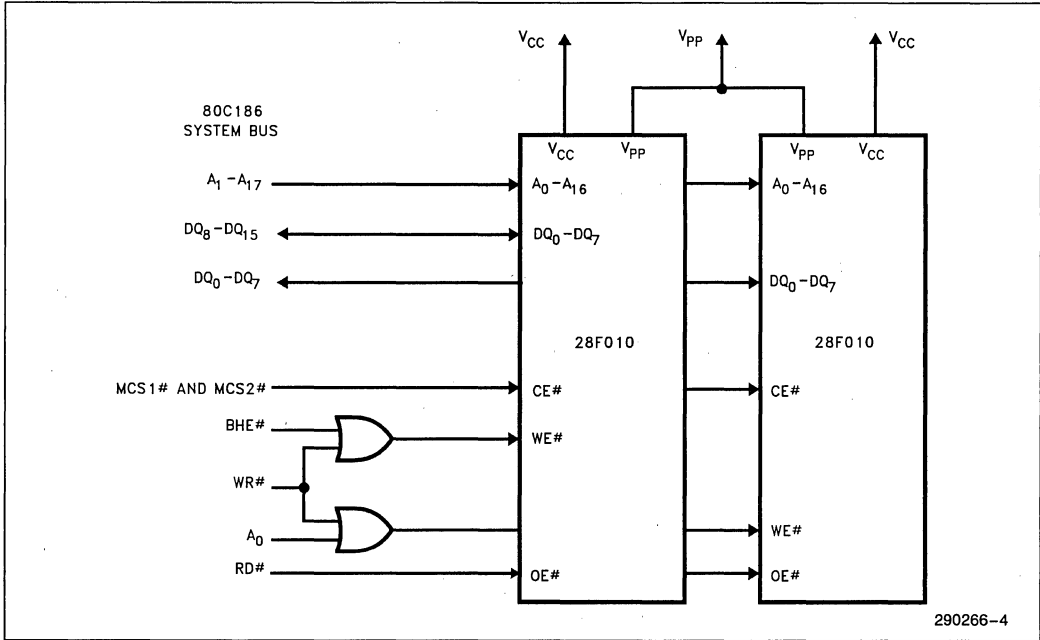 V_CC V_PP V_CC
80C186
SYSTEM BUS
V_CC V_PP V_PP V_CC
A_1 -A_17 A_0 -A_16 A_0 -A_16
DQ_8 -DQ_15 DQ_0 -DQ_7
DQ_0 -DQ_7 DQ_0 -DQ_7
28F010 28F010
MCS1# AND MCS2# CE# CE#
BHE#
WE#
WR#
A_0 WE#
RD# OE# OE#
290266-4